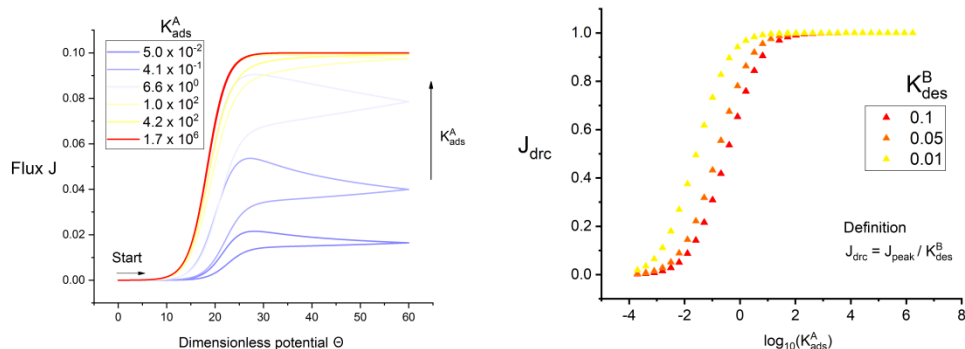 K^A_ads
5.0 x 10^-2
4.1 x 10^-1
6.6 x 10^0
1.0 x 10^2
4.2 x 10^2
1.7 x 10^6
0.10
0.08
0.06
0.04
0.02
0.00
Flux J
Start
K^A_ads
0 10 20 30 40 50 60
Dimensionless potential Θ
1.0
0.8
0.6
0.4
0.2
0.0
J_drc
K^B_des
0.1
0.05
0.01
Definition
J_drc = J_peak / K^B_des
-4 -2 0 2 4 6 8
log_10(K^A_ads)